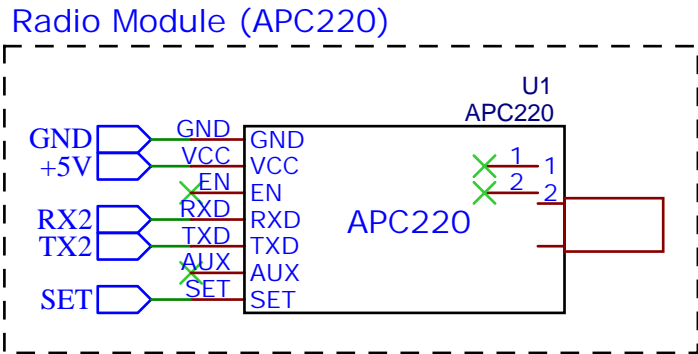 Radio Module (APC220)
U1
APC220
GND GND GND
+5V VCC VCC 1 1
EN EN 2 2
RX2 RXD RXD APC220
TX2 TXD TXD
AUX AUX
SET SET SET